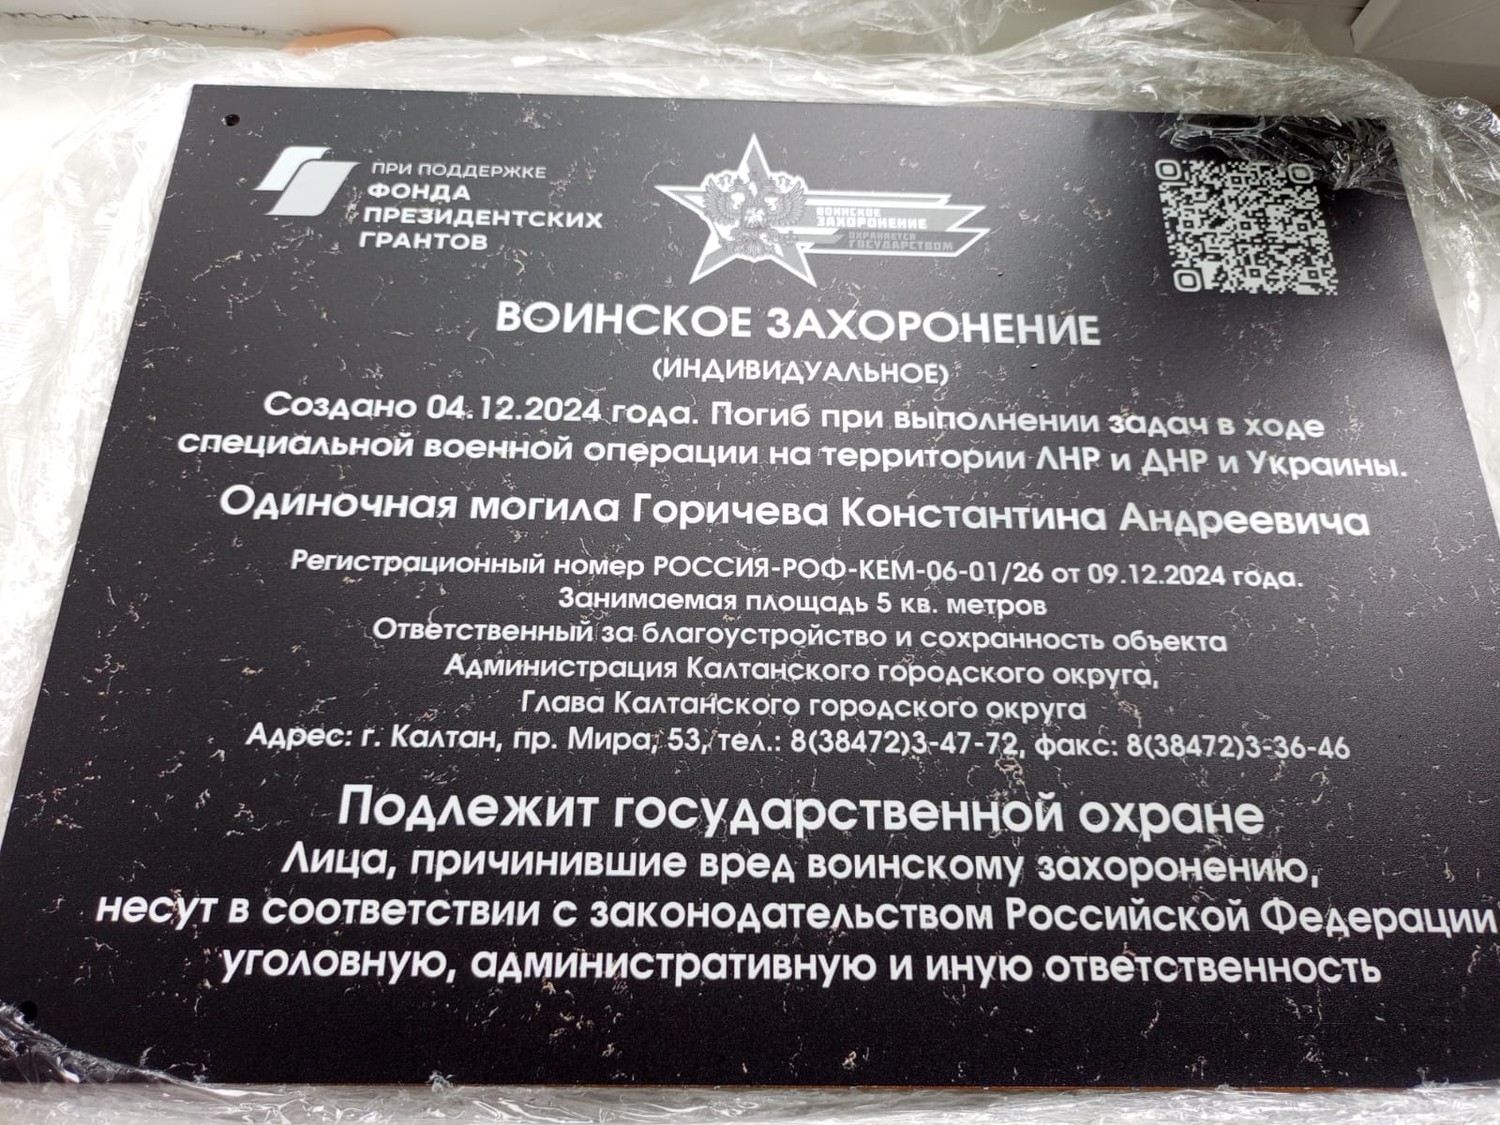 ПРИ ПОДДЕРЖКЕ
ФОНДА
ПРЕЗИДЕНТСКИХ
ГРАНТОВ
ВОИНСКОЕ
ЗАХОРОНЕНИЕ
ОХРАНЯЕТСЯ
ГОСУДАРСТВОМ
ВОИНСКОЕ ЗАХОРОНЕНИЕ
(ИНДИВИДУАЛЬНОЕ)
Создано 04.12.2024 года. Погиб при выполнении задач в ходе
специальной военной операции на территории ЛНР и ДНР и Украины.
Одиночная могила Горичева Константина Андреевича
Регистрационный номер РОССИЯ-РОФ-КЕМ-06-01/26 от 09.12.2024 года.
Занимаемая площадь 5 кв. метров
Ответственный за благоустройство и сохранность объекта
Администрация Калтанского городского округа,
Глава Калтанского городского округа
Адрес: г. Калтан, пр. Мира, 53, тел.: 8(38472)3-47-72, факс: 8(38472)3-36-46
Подлежит государственной охране
Лица, причинившие вред воинскому захоронению,
несут в соответствии с законодательством Российской Федерации
уголовную, административную и иную ответственность